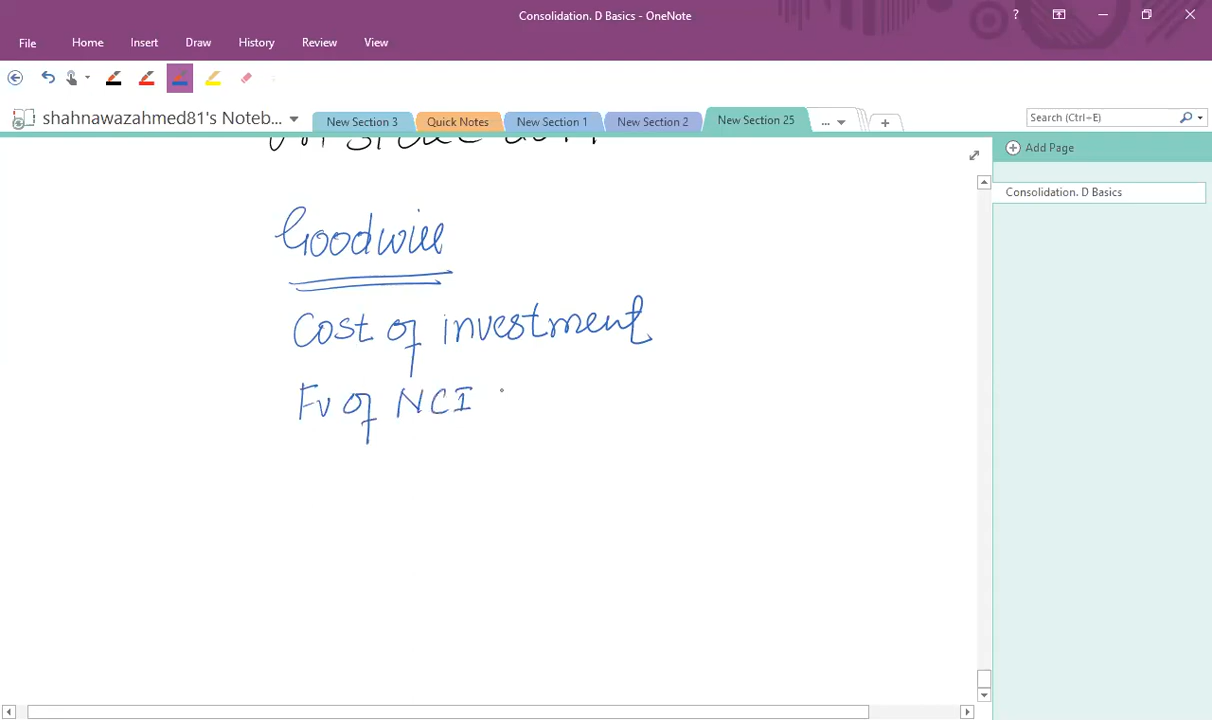 Consolidation. D Basics - OneNote
?
File Home Insert Draw History Review View
shahnawazahmed81's Noteb... New Section 3 Quick Notes New Section 1 New Section 2 New Section 25 ... + Search (Ctrl+E)
Add Page
Consolidation. D Basics
Goodwill
Cost of investment
Fv of NCI